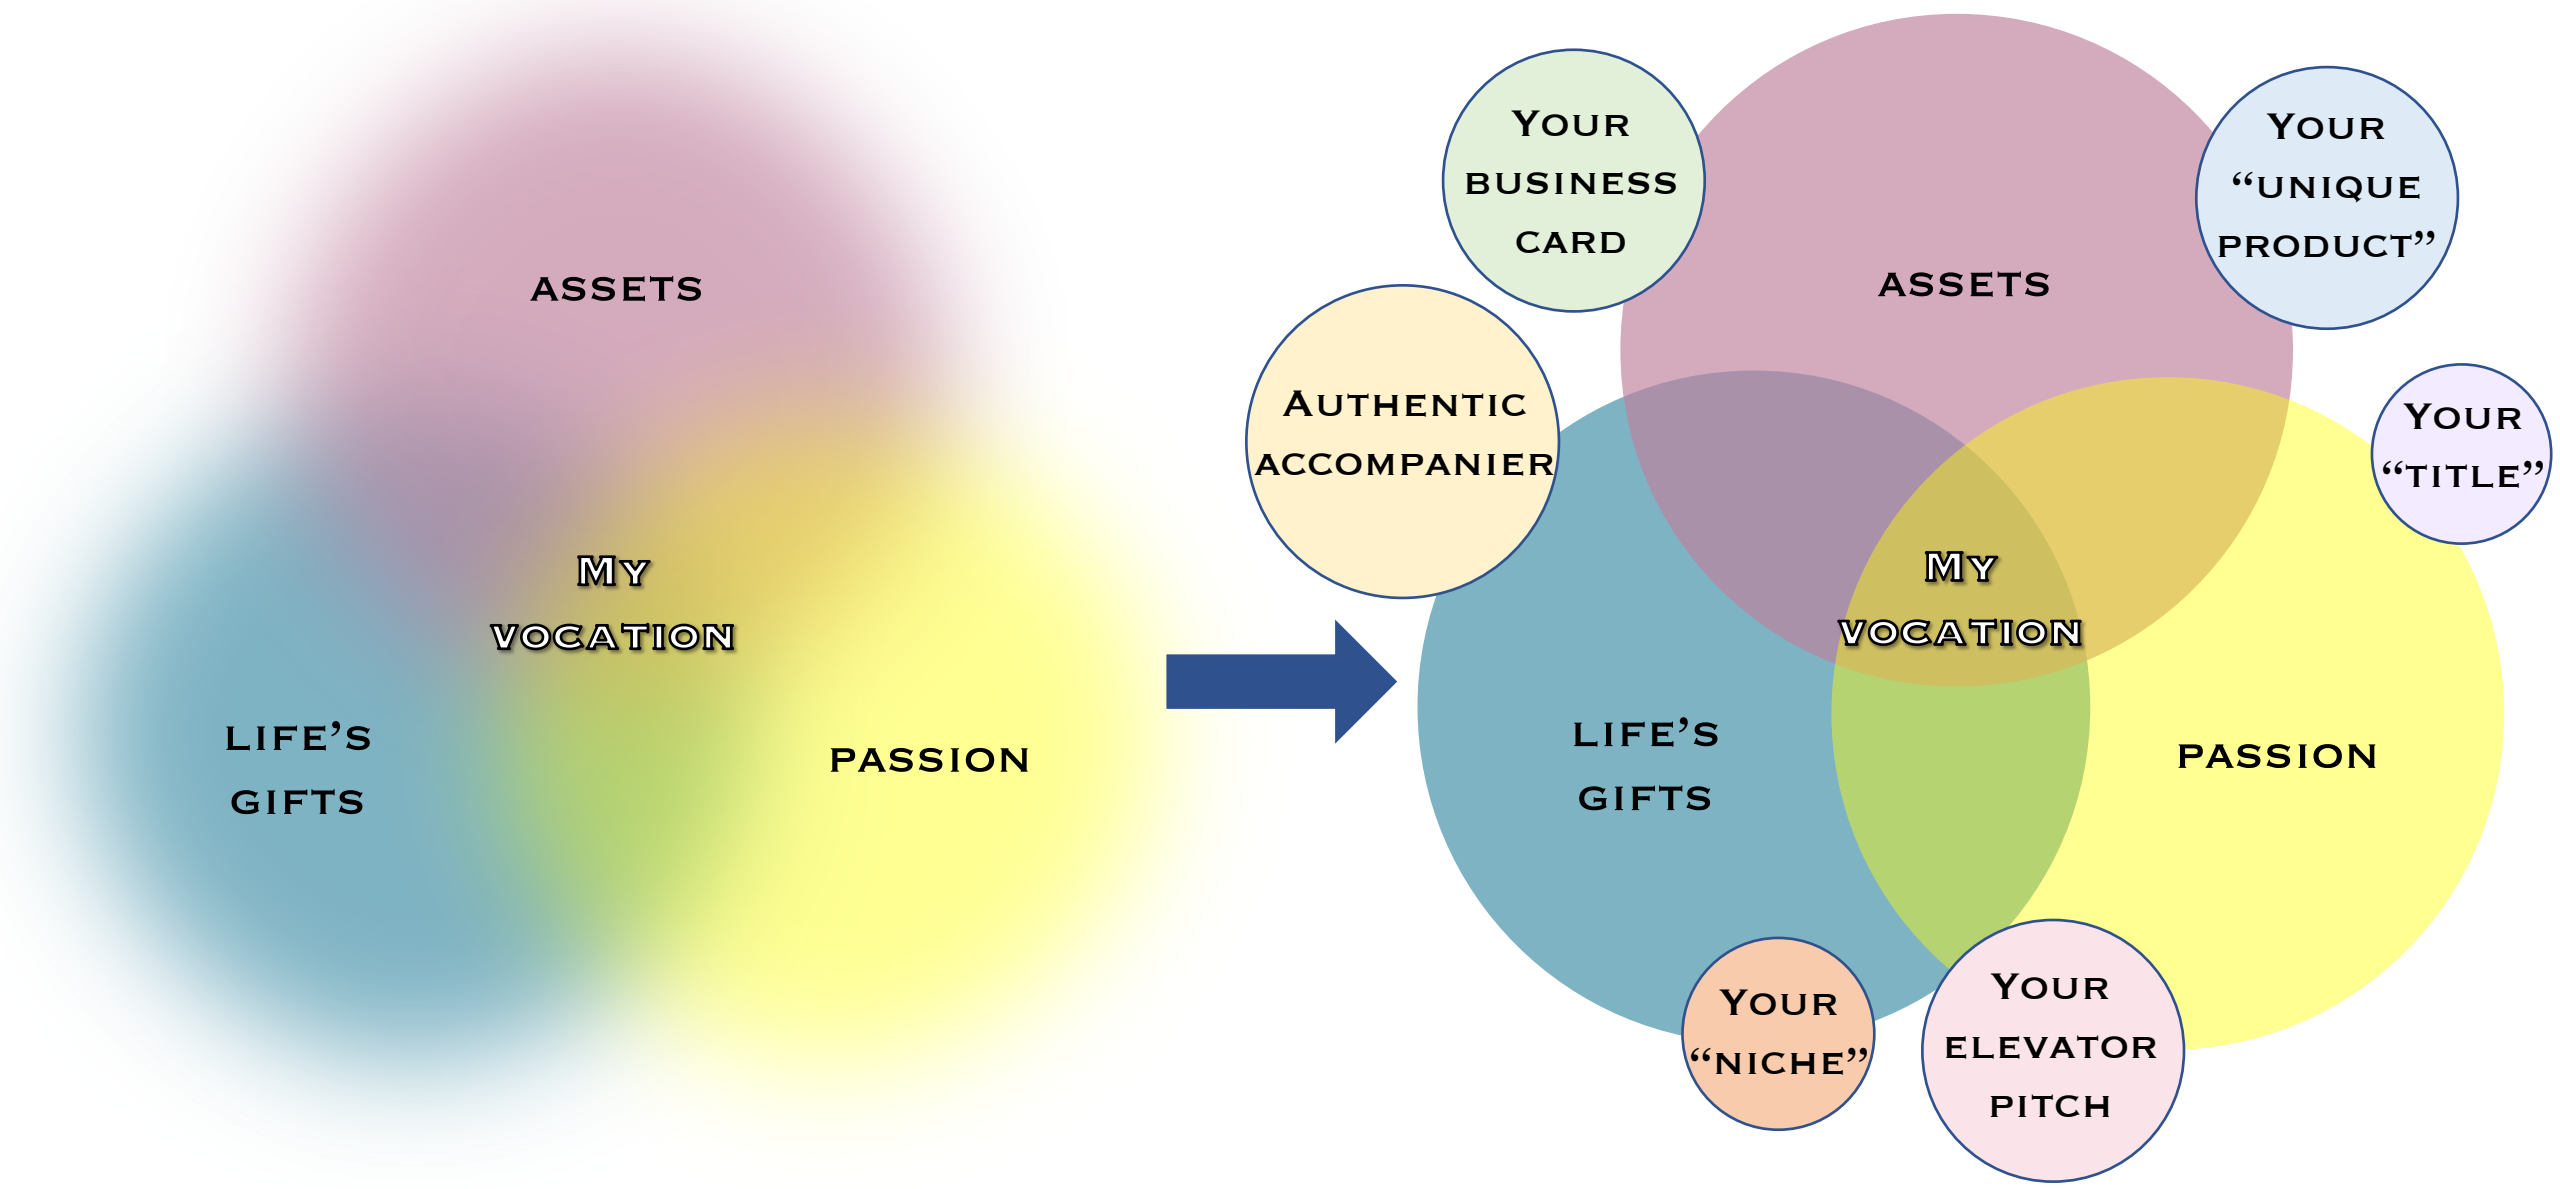 ASSETS
My
VOCATION
LIFE’S
GIFTS
PASSION
Your
BUSINESS
CARD
Your
“UNIQUE
PRODUCT”
ASSETS
Authentic
ACCOMPANIER
Your
“TITLE”
My
VOCATION
LIFE’S
GIFTS
PASSION
Your
“NICHE”
Your
ELEVATOR
PITCH